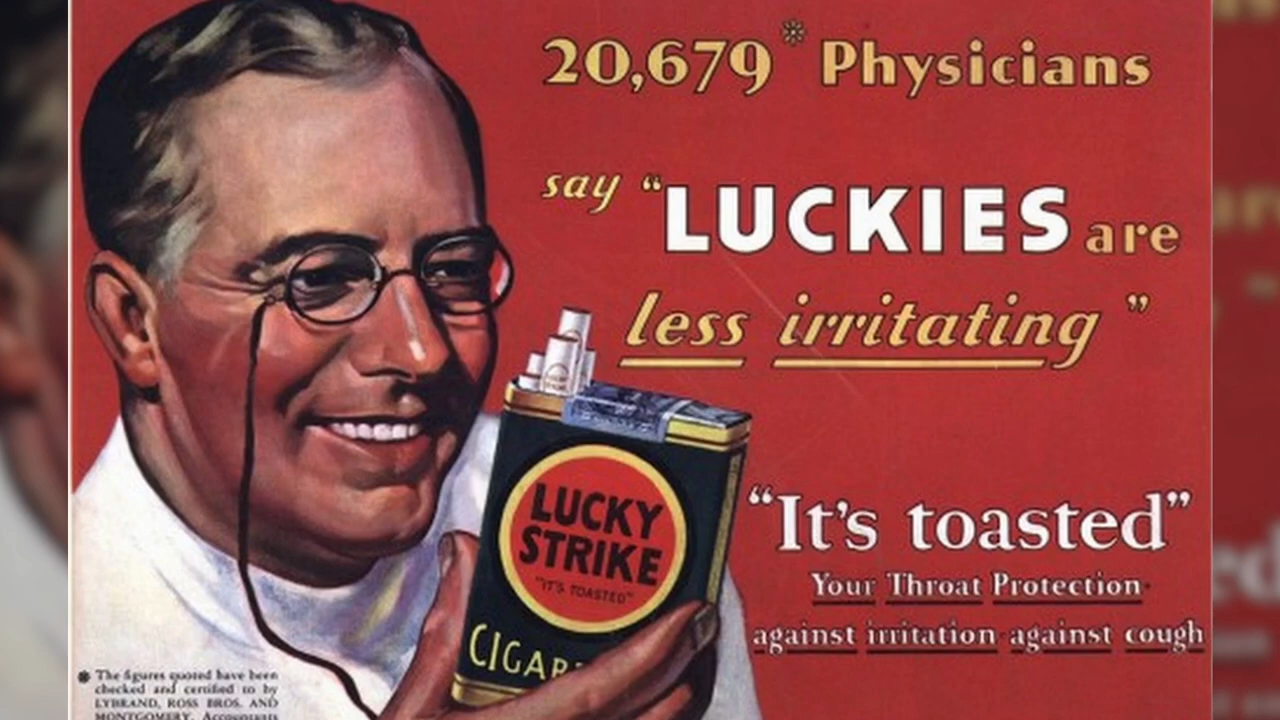 20,679* Physicians
say "LUCKIES are
less irritating"
LUCKY
STRIKE
"IT'S TOASTED"
"It's toasted"
Your Throat Protection
against irritation against cough
* The figures quoted have been
checked and certified to by
LYBRAND, ROSS BROS. AND
MONTGOMERY, Accountants